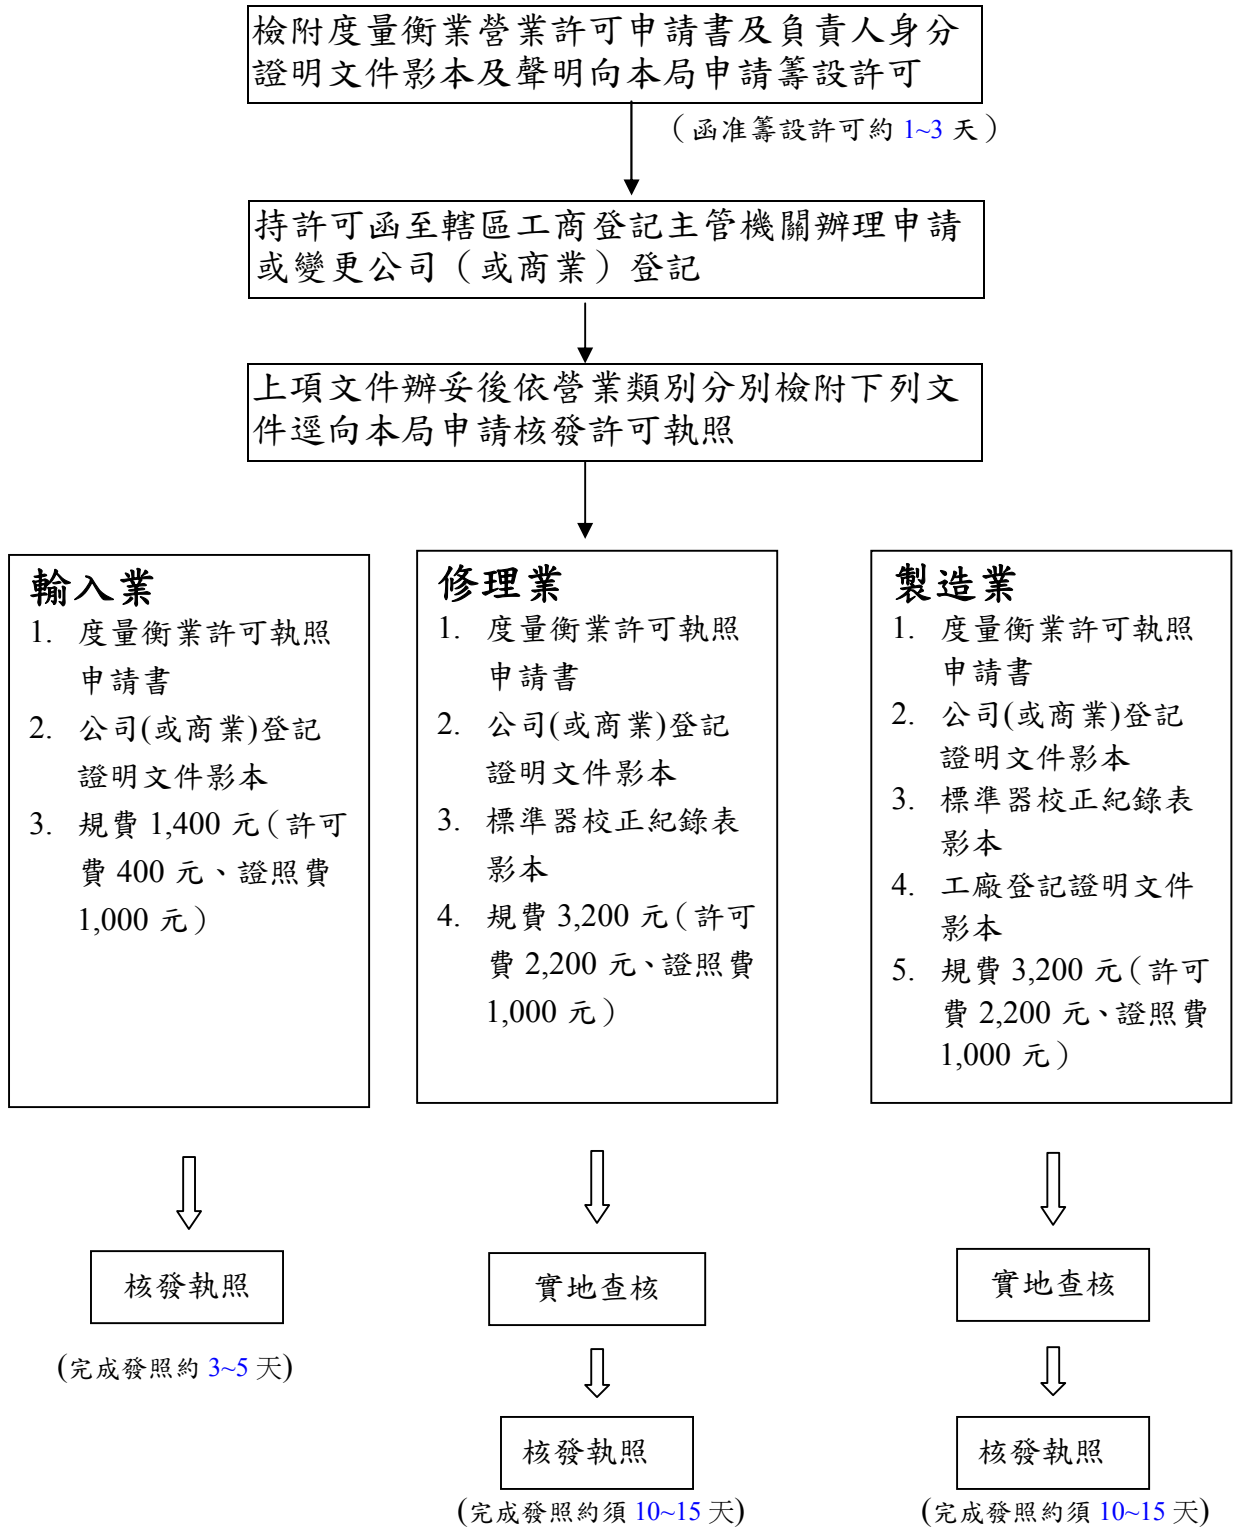 檢附度量衡業營業許可申請書及負責人身分
證明文件影本及聲明向本局申請籌設許可
（函准籌設許可約 1~3 天）
持許可函至轄區工商登記主管機關辦理申請
或變更公司（或商業）登記
上項文件辦妥後依營業類別分別檢附下列文
件逕向本局申請核發許可執照
輸入業
1. 度量衡業許可執照
申請書
2. 公司(或商業)登記
證明文件影本
3. 規費 1,400 元（許可
費 400 元、證照費
1,000 元）
修理業
1. 度量衡業許可執照
申請書
2. 公司(或商業)登記
證明文件影本
3. 標準器校正紀錄表
影本
4. 規費 3,200 元（許可
費 2,200 元、證照費
1,000 元）
製造業
1. 度量衡業許可執照
申請書
2. 公司(或商業)登記
證明文件影本
3. 標準器校正紀錄表
影本
4. 工廠登記證明文件
影本
5. 規費 3,200 元（許可
費 2,200 元、證照費
1,000 元）
核發執照
(完成發照約 3~5 天)
實地查核
核發執照
(完成發照約須 10~15 天)
實地查核
核發執照
(完成發照約須 10~15 天)